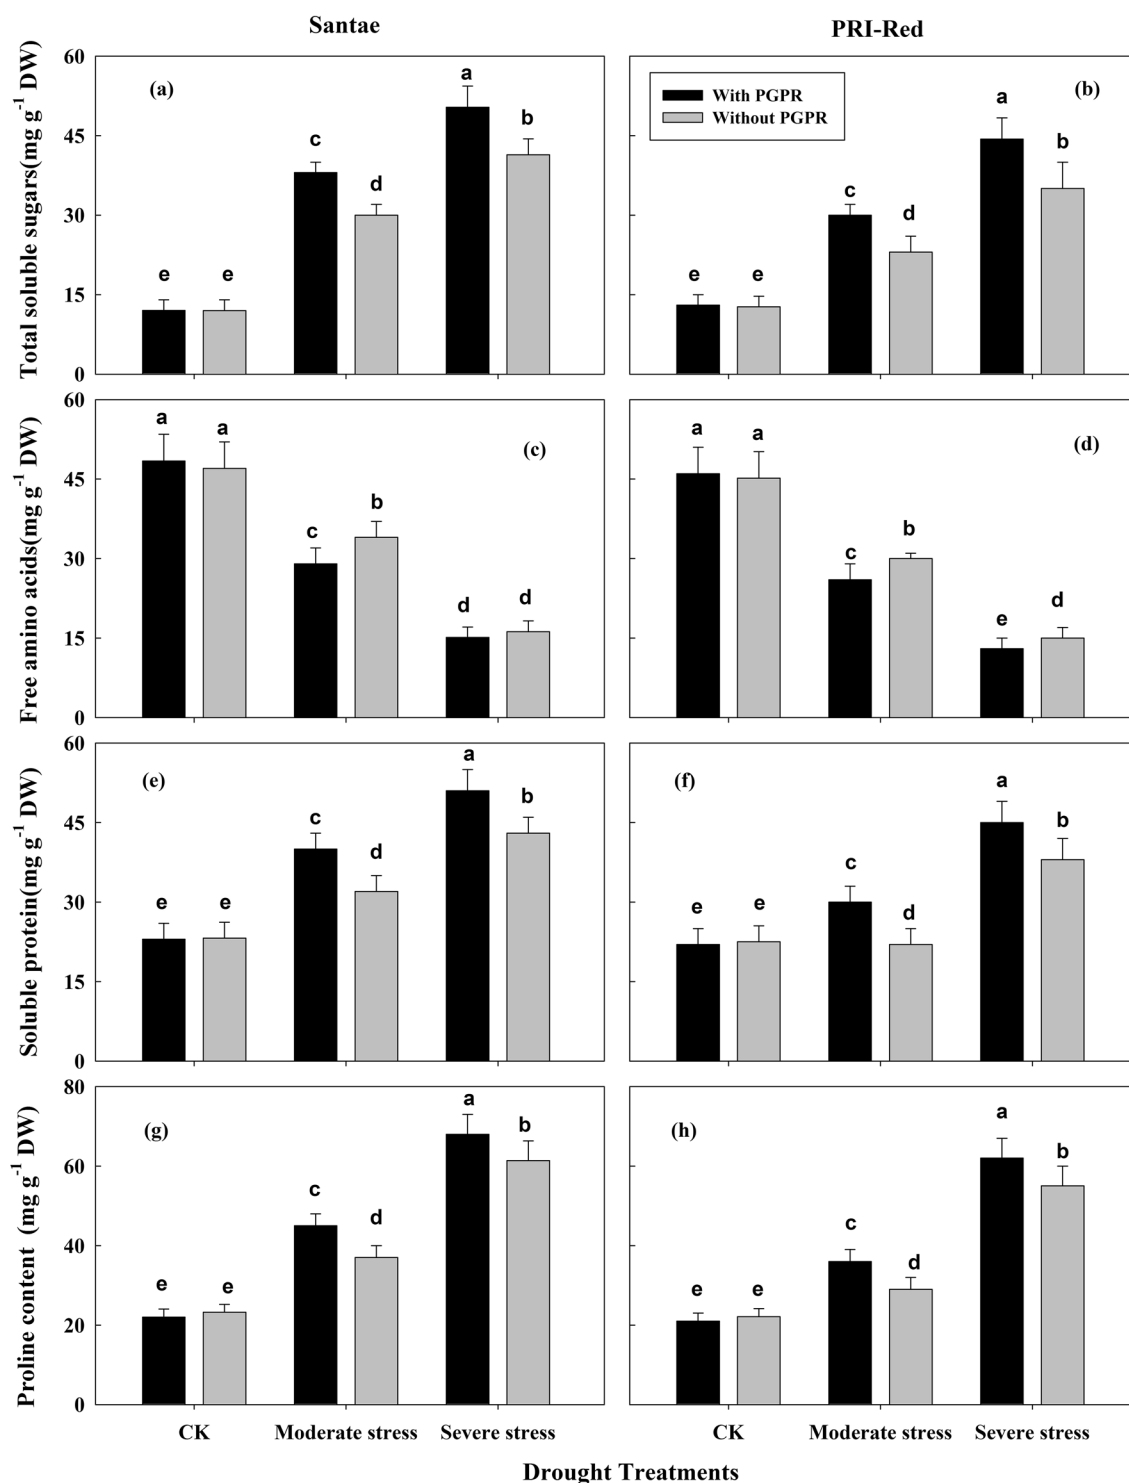 Santae
PRI-Red
Total soluble sugars(mg g⁻¹ DW)
60
45
30
15
0
(a)
e
e
c
d
a
b
With PGPR
Without PGPR
(b)
e
e
c
d
a
b
Free amino acids(mg g⁻¹ DW)
60
45
30
15
0
(c)
a
a
c
b
d
d
(d)
a
a
c
b
e
d
Soluble protein(mg g⁻¹ DW)
60
45
30
15
0
(e)
e
e
c
d
a
b
(f)
e
e
c
d
a
b
Proline content (mg g⁻¹ DW)
80
60
40
20
0
(g)
e
e
c
d
a
b
(h)
e
e
c
d
a
b
CK
Moderate stress
Severe stress
CK
Moderate stress
Severe stress
Drought Treatments